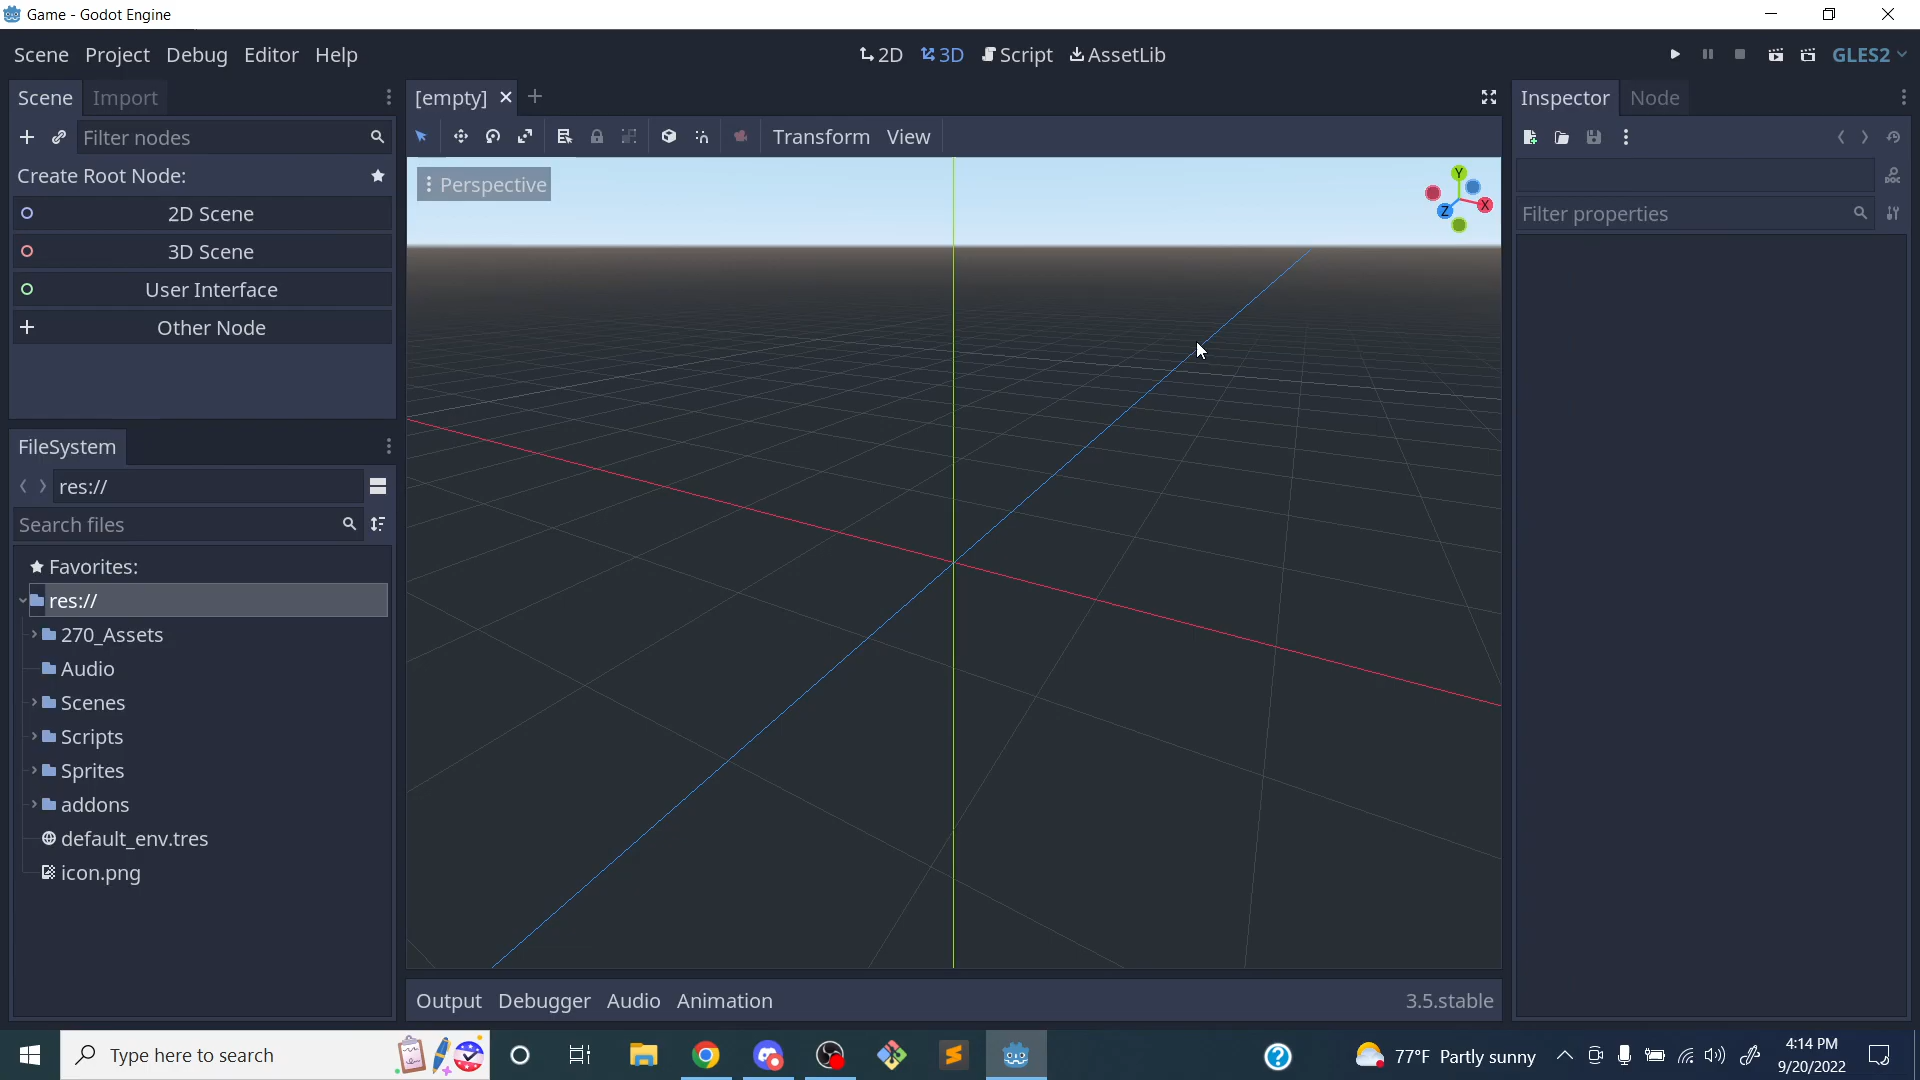 Game - Godot Engine
Scene Project Debug Editor Help
2D 3D Script AssetLib
GLES2
Scene Import
[empty]
Inspector Node
Filter nodes
Transform View
Create Root Node:
Perspective
2D Scene
3D Scene
User Interface
Other Node
Y
X
Z
DOC
Filter properties
FileSystem
res://
Search files
Favorites:
res://
270_Assets
Audio
Scenes
Scripts
Sprites
addons
default_env.tres
icon.png
Output Debugger Audio Animation
3.5.stable
Type here to search
77°F Partly sunny
4:14 PM
9/20/2022